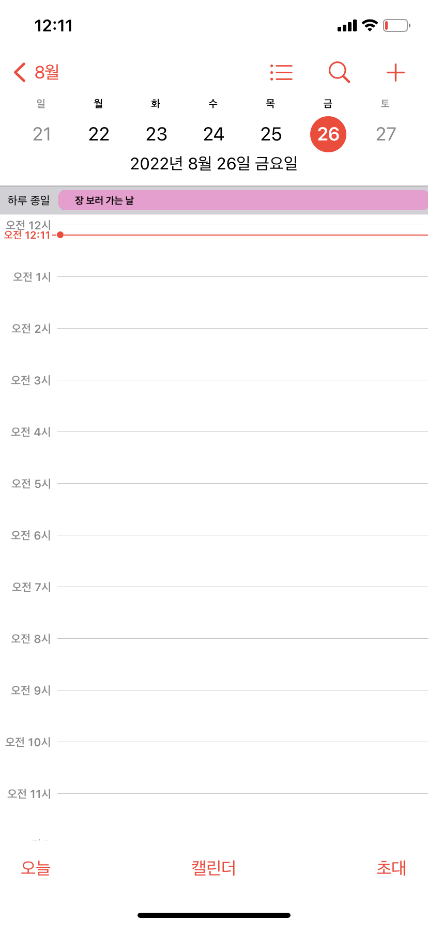 12:11
8월
일 월 화 수 목 금 토
21 22 23 24 25 26 27
2022년 8월 26일 금요일
하루 종일 장 보러 가는 날
오전 12시
오전 12:11
오전 1시
오전 2시
오전 3시
오전 4시
오전 5시
오전 6시
오전 7시
오전 8시
오전 9시
오전 10시
오전 11시
오늘 캘린더 초대